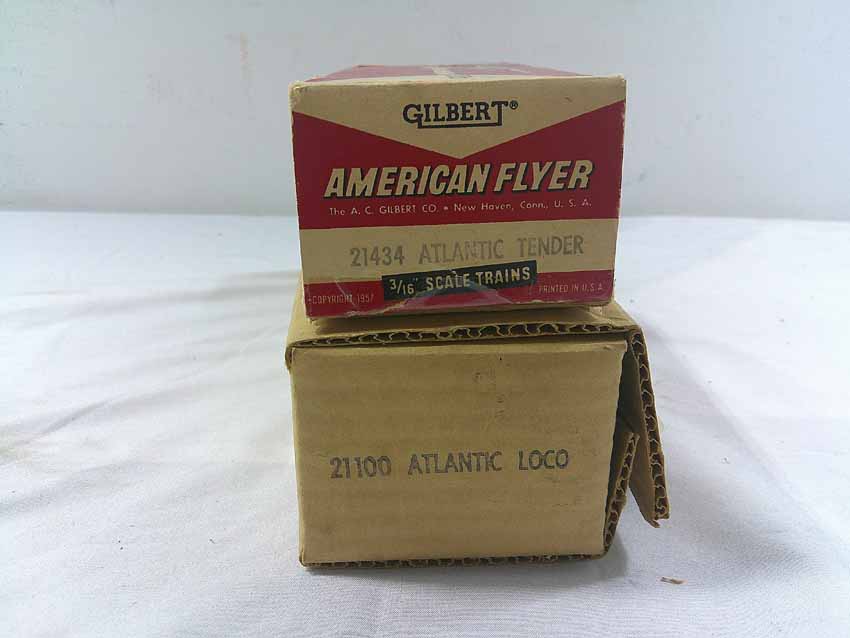 GILBERT®
AMERICAN FLYER
The A. C. GILBERT CO. • New Haven, Conn., U. S. A.
21434 ATLANTIC TENDER
3/16" SCALE TRAINS
COPYRIGHT 1957
PRINTED IN U.S.A.
21100 ATLANTIC LOCO